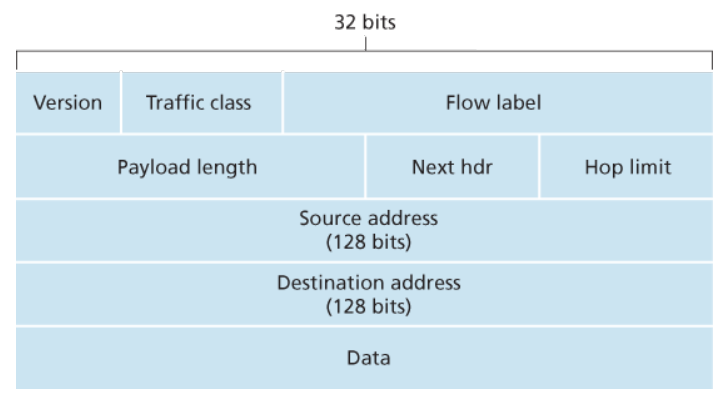 32 bits
Version Traffic class Flow label
Payload length Next hdr Hop limit
Source address
(128 bits)
Destination address
(128 bits)
Data